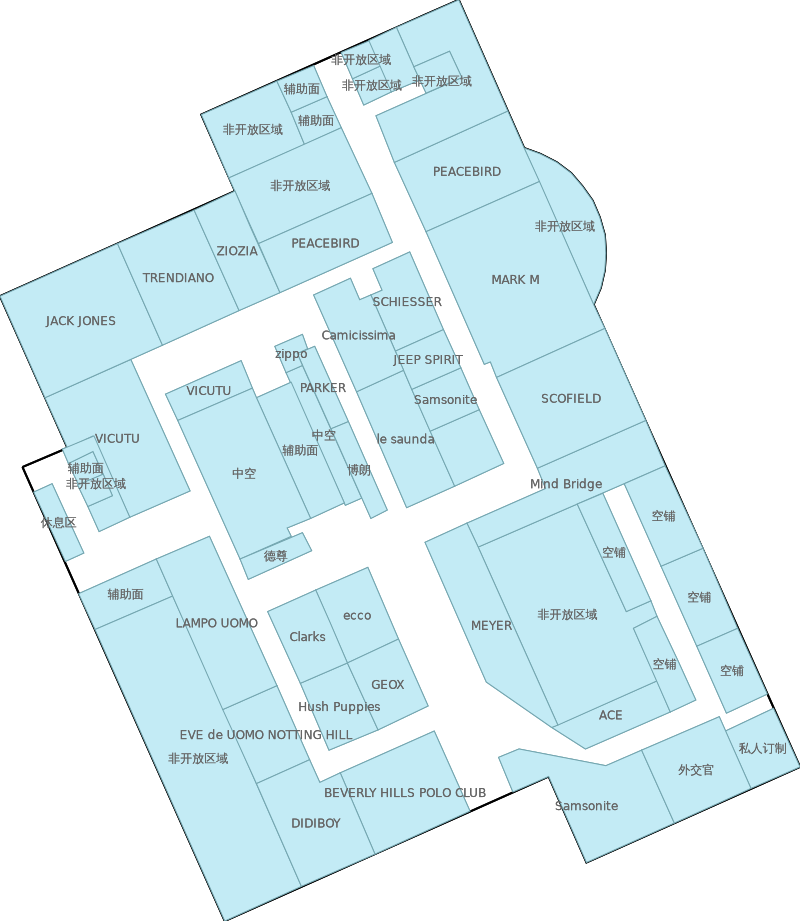 非开放区域
非开放区域
非开放区域
辅助面
辅助面
非开放区域
PEACEBIRD
非开放区域
非开放区域
PEACEBIRD
ZIOZIA
TRENDIANO
MARK M
SCHIESSER
JACK JONES
Camicissima
zippo
JEEP SPIRIT
PARKER
VICUTU
Samsonite
SCOFIELD
VICUTU
中空
le saunda
辅助面
辅助面
博朗
中空
非开放区域
Mind Bridge
空铺
休息区
空铺
德尊
辅助面
空铺
ecco
非开放区域
LAMPO UOMO
MEYER
Clarks
空铺
空铺
GEOX
Hush Puppies
ACE
EVE de UOMO NOTTING HILL
私人订制
非开放区域
外交官
BEVERLY HILLS POLO CLUB
Samsonite
DIDIBOY